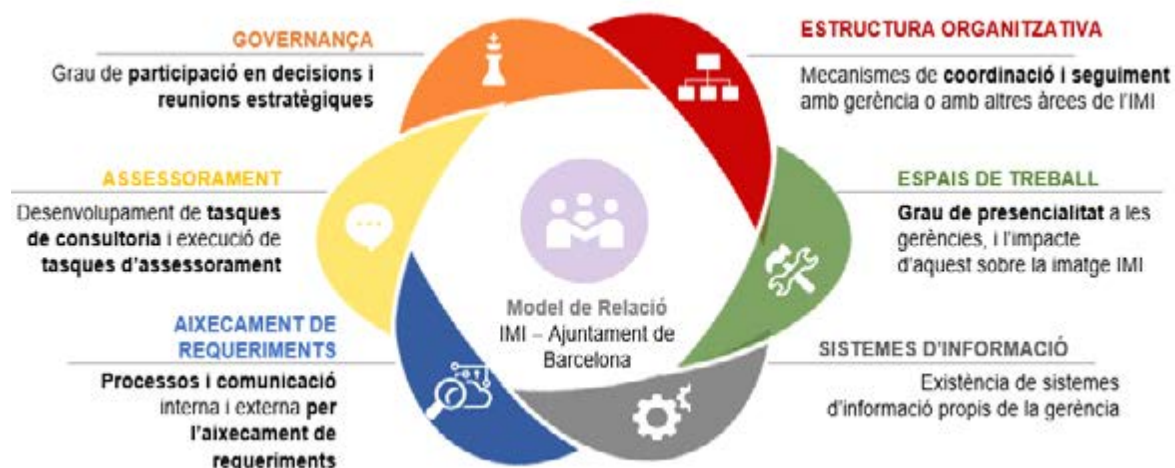 GOVERNANÇA
Grau de participació en decisions i
reunions estratègiques
ESTRUCTURA ORGANITZATIVA
Mecanismes de coordinació i seguiment
amb gerència o amb altres àrees de l'IMI
ASSESSORAMENT
Desenvolupament de tasques
de consultoria i execució de
tasques d'assessorament
ESPAIS DE TREBALL
Grau de presencialitat a les
gerències, i l'impacte
d'aquest sobre la imatge IMI
AIXECAMENT DE
REQUERIMENTS
Processos i comunicació
interna i externa per
l'aixecament de
requeriments
Model de Relació
IMI – Ajuntament de
Barcelona
SISTEMES D'INFORMACIÓ
Existència de sistemes
d'informació propis de la gerència